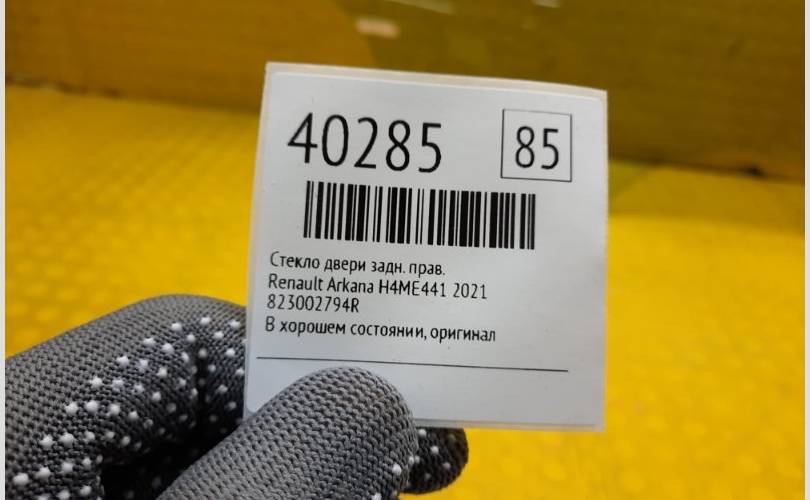 40285 85
Стекло двери задн. прав.
Renault Arkana H4ME441 2021
823002794R
В хорошем состоянии, оригинал